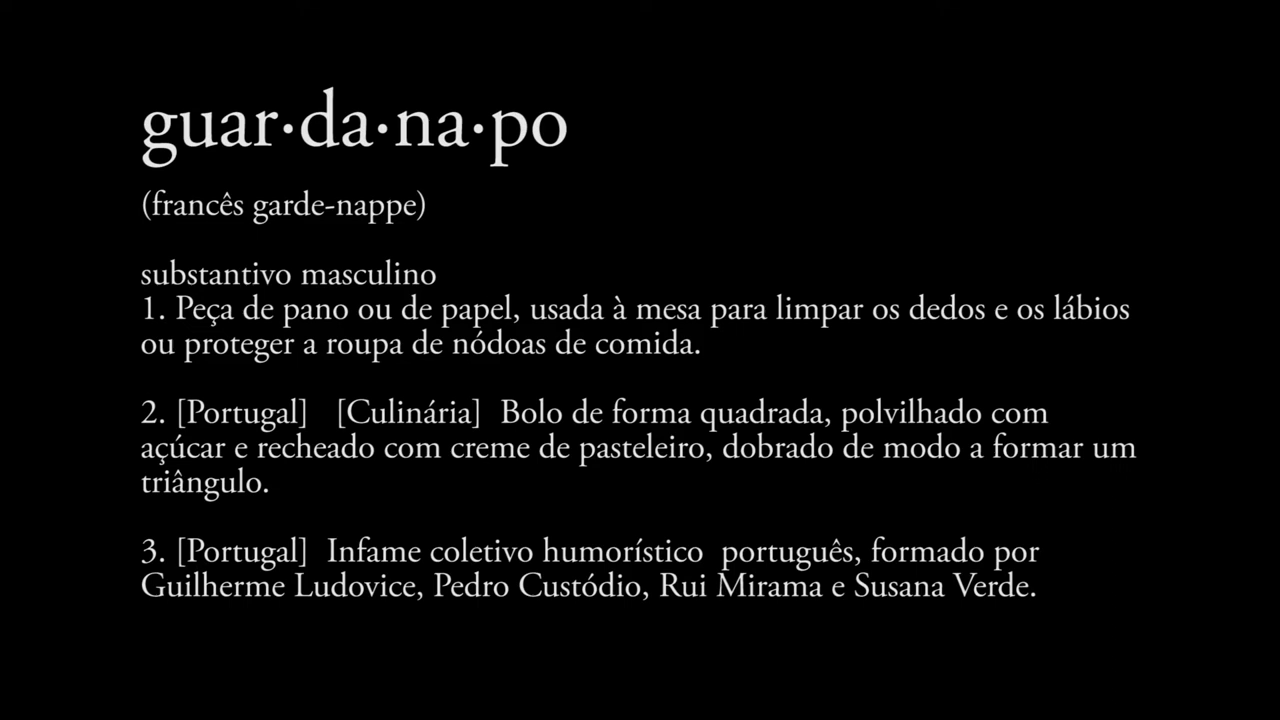 guar·da·na·po
(francês garde-nappe)
substantivo masculino
1. Peça de pano ou de papel, usada à mesa para limpar os dedos e os lábios
ou proteger a roupa de nódoas de comida.
2. [Portugal] [Culinária] Bolo de forma quadrada, polvilhado com
açúcar e recheado com creme de pasteleiro, dobrado de modo a formar um
triângulo.
3. [Portugal] Infame coletivo humorístico português, formado por
Guilherme Ludovice, Pedro Custódio, Rui Mirama e Susana Verde.